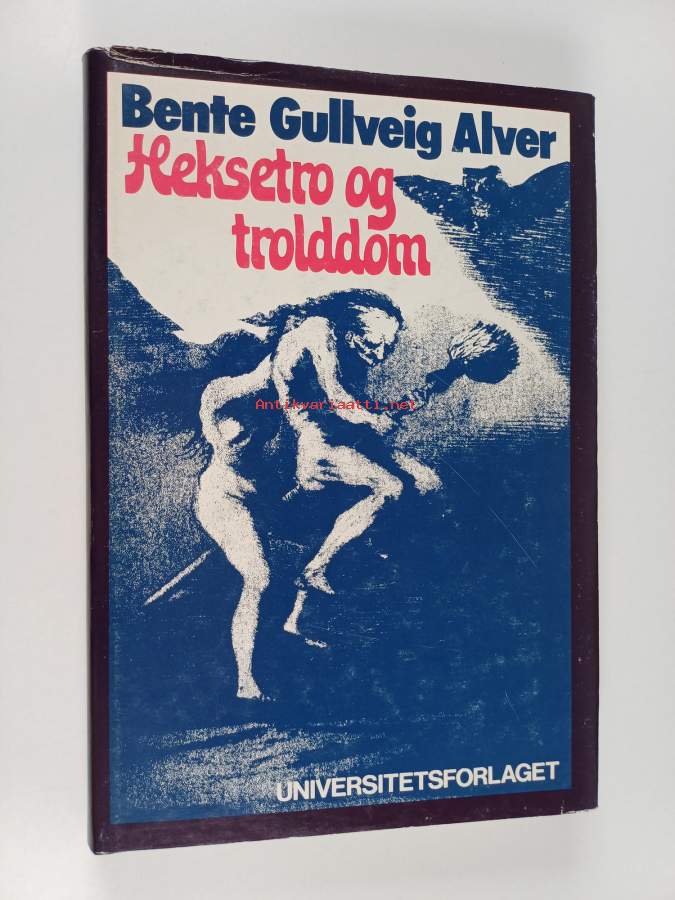 Bente Gullveig Alver
Heksetro og
trolddom
Antikvariaatti.net
UNIVERSITETSFORLAGET